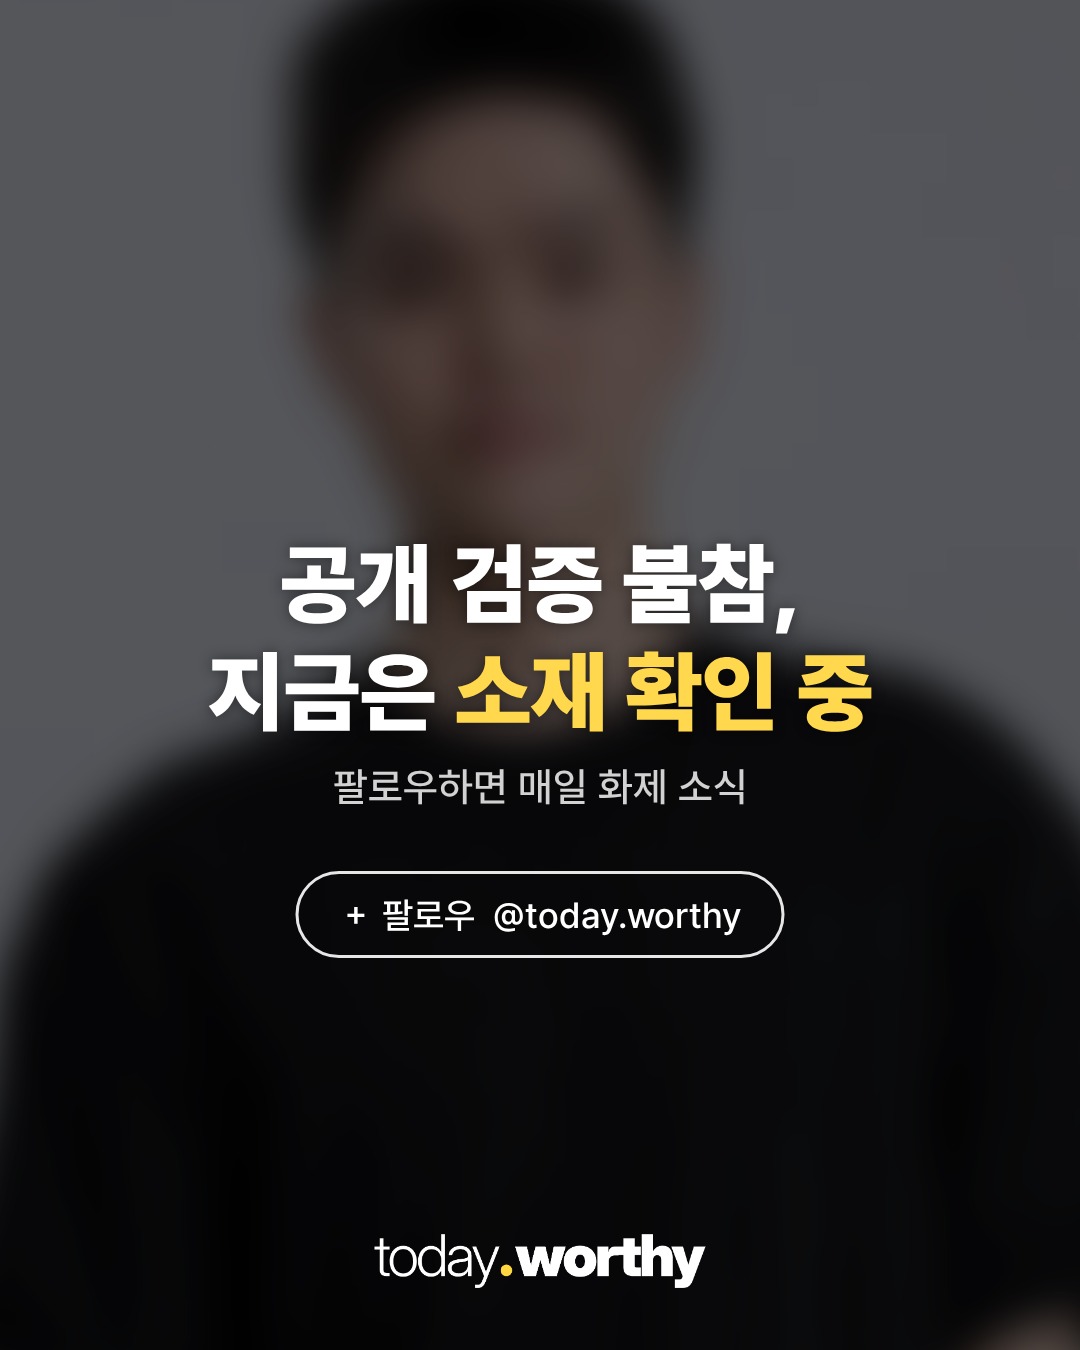 공개 검증 불참,
지금은 소재 확인 중
팔로우하면 매일 화제 소식
+ 팔로우 @today.worthy
today.worthy